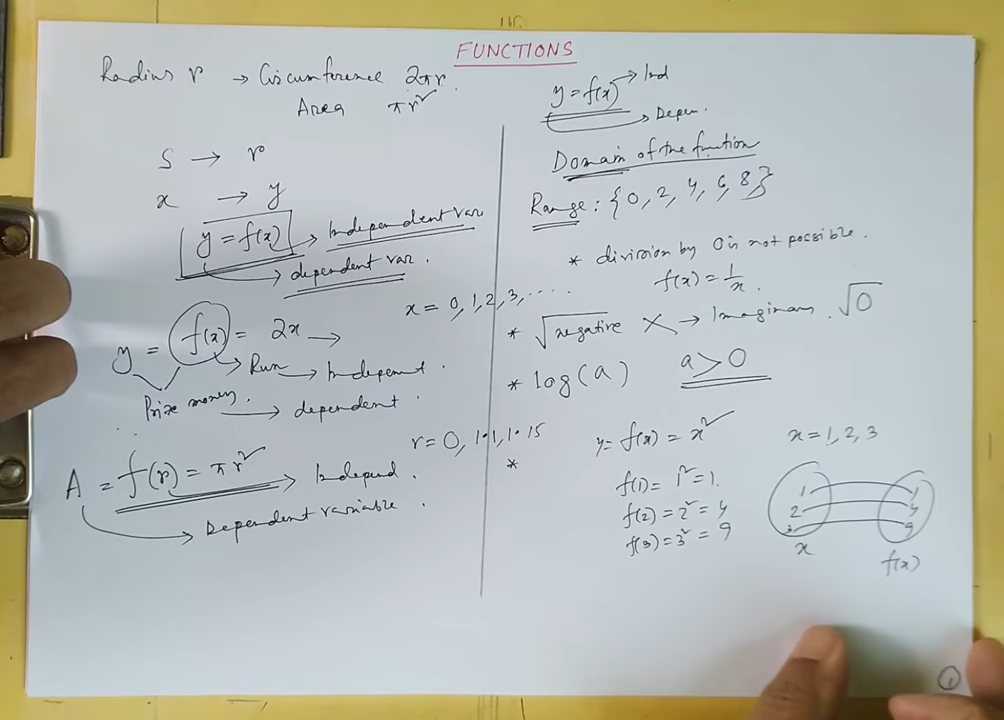 FUNCTIONS
Radius r → Circumference 2πr.
Area πr²
S → r
x → y
y = f(x) → Independent var
→ dependent var.
x = 0, 1, 2, 3, ....
y = f(x) = 2x →
→ Run → Independent.
Prize money. → dependent.
r = 0, 1.1, 1.15
A = f(r) = πr² → Independ.
→ Dependent variable.
y = f(x) → Ind
→ Depen.
Domain of the function
Range : {0, 2, 4, 6, 8}
* division by 0 is not possible.
f(x) = 1/x.
* √negative ✗ → Imaginary. √0
* log(a) a > 0
*
y = f(x) = x² x = 1, 2, 3
f(1) = 1² = 1.
f(2) = 2² = 4
f(3) = 3² = 9
1 1
2 4
3 9
x f(x)
1